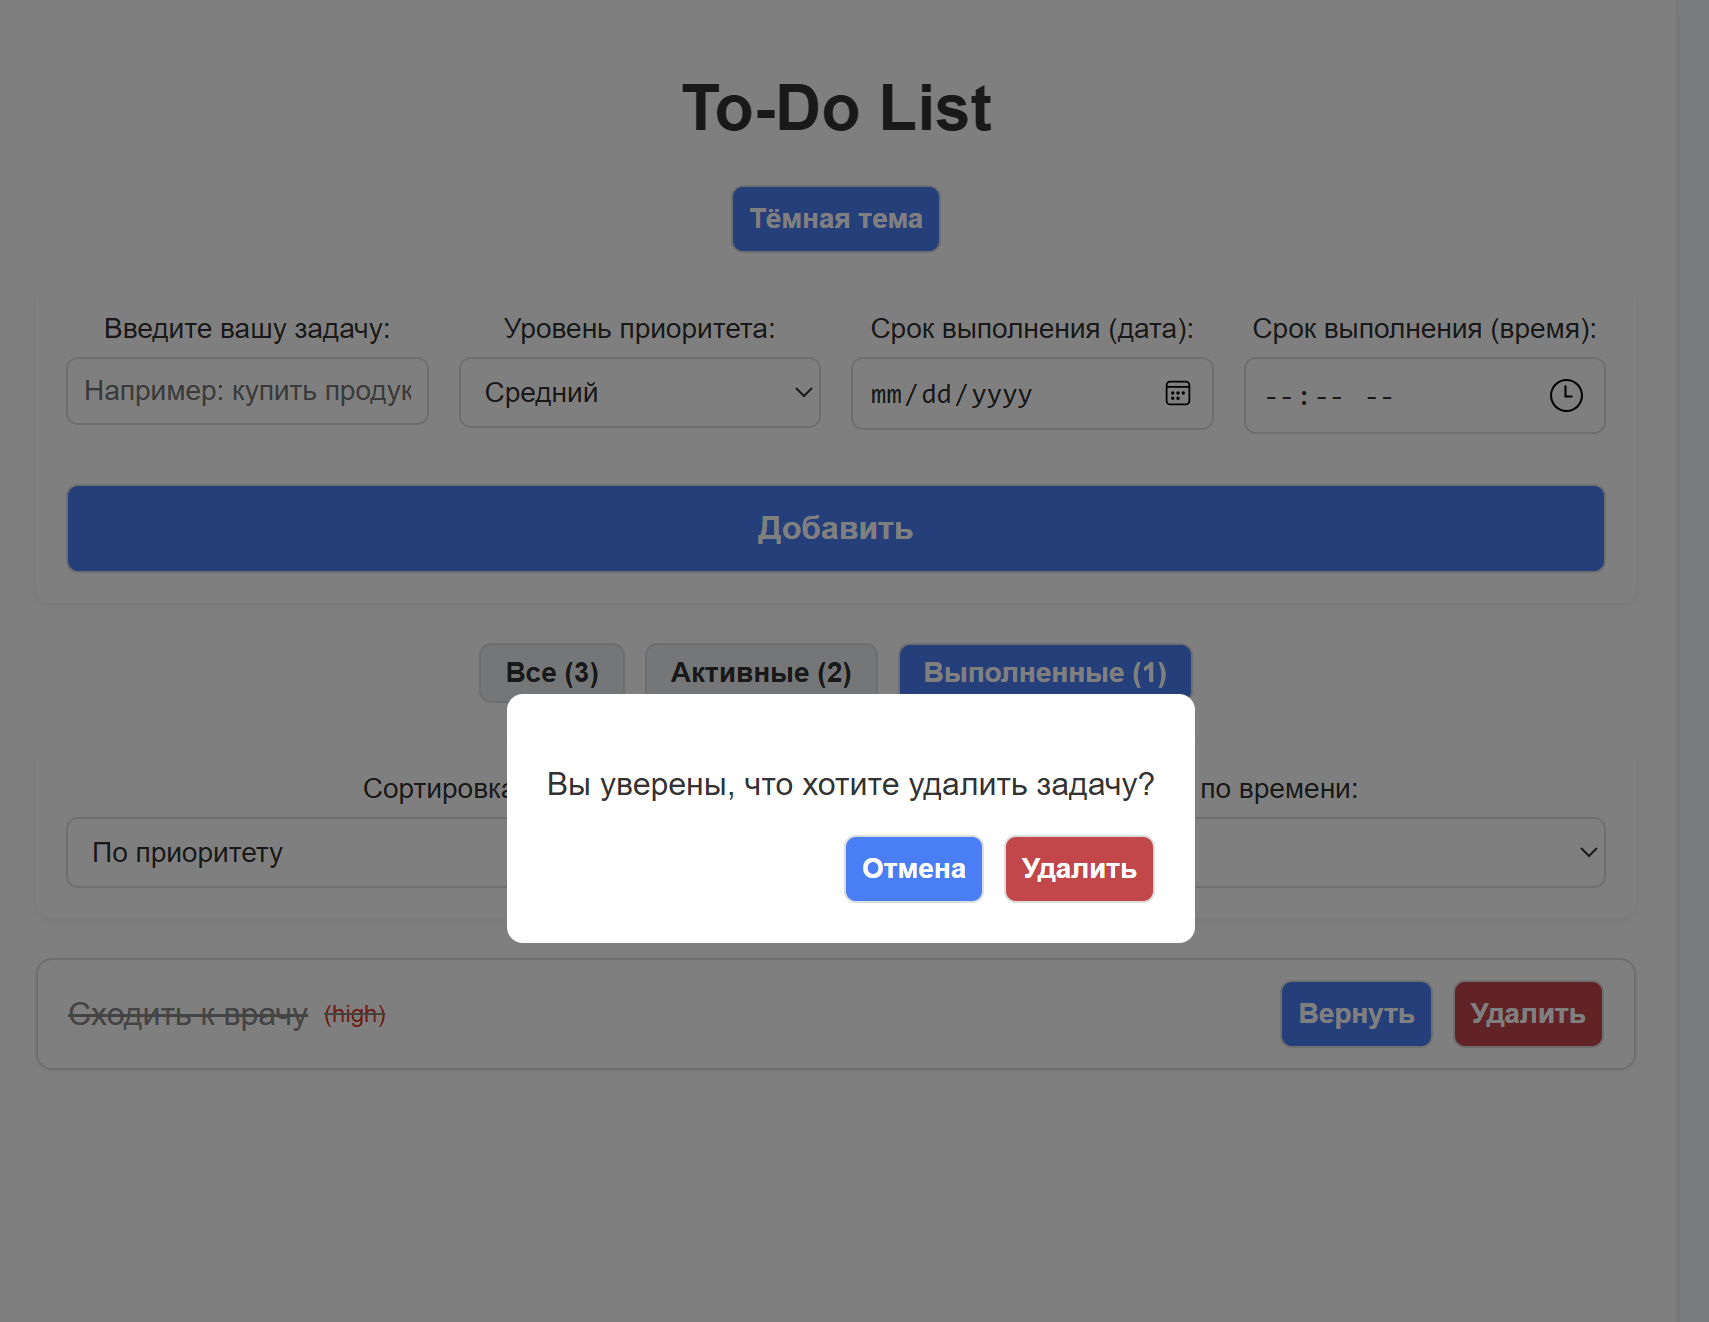 To-Do List
Тёмная тема
Введите вашу задачу: Уровень приоритета: Срок выполнения (дата): Срок выполнения (время):
Например: купить продук Средний mm/dd/yyyy --:-- --
Добавить
Все (3) Активные (2) Выполненные (1)
Вы уверены, что хотите удалить задачу?
Отмена Удалить
Сортировка по времени:
По приоритету
Сходить к врачу (high) Вернуть Удалить